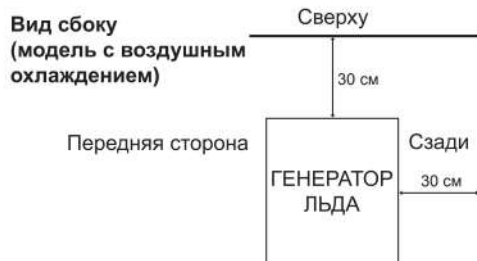 Вид сбоку
(модель с воздушным
охлаждением)
Сверху
30 см
Передняя сторона
ГЕНЕРАТОР
ЛЬДА
Сзади
30 см